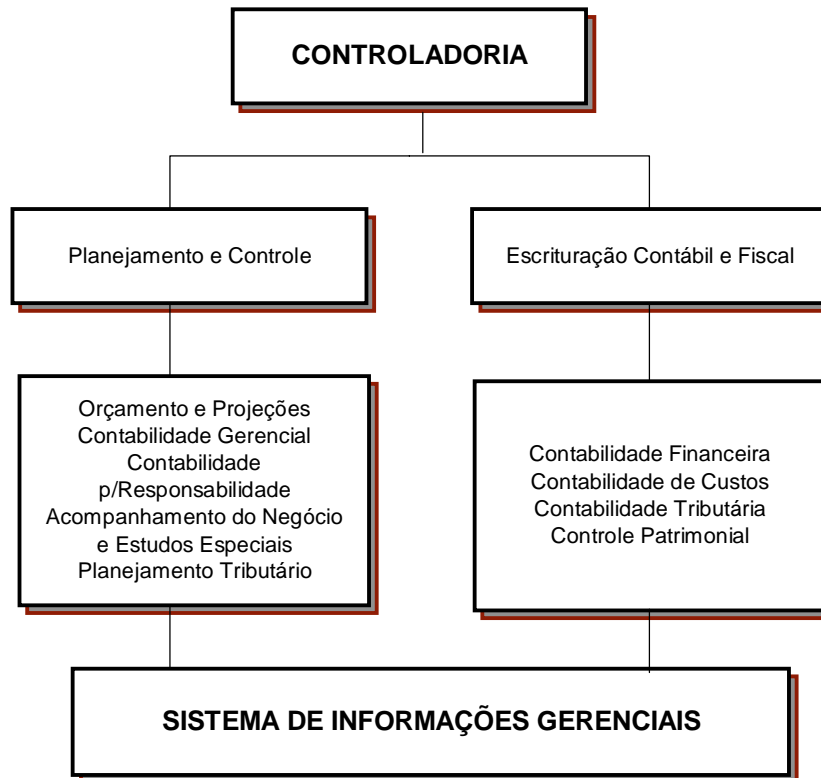 CONTROLADORIA
Planejamento e Controle
Escrituração Contábil e Fiscal
Orçamento e Projeções
Contabilidade Gerencial
Contabilidade
p/Responsabilidade
Acompanhamento do Negócio
e Estudos Especiais
Planejamento Tributário
Contabilidade Financeira
Contabilidade de Custos
Contabilidade Tributária
Controle Patrimonial
SISTEMA DE INFORMAÇÕES GERENCIAIS